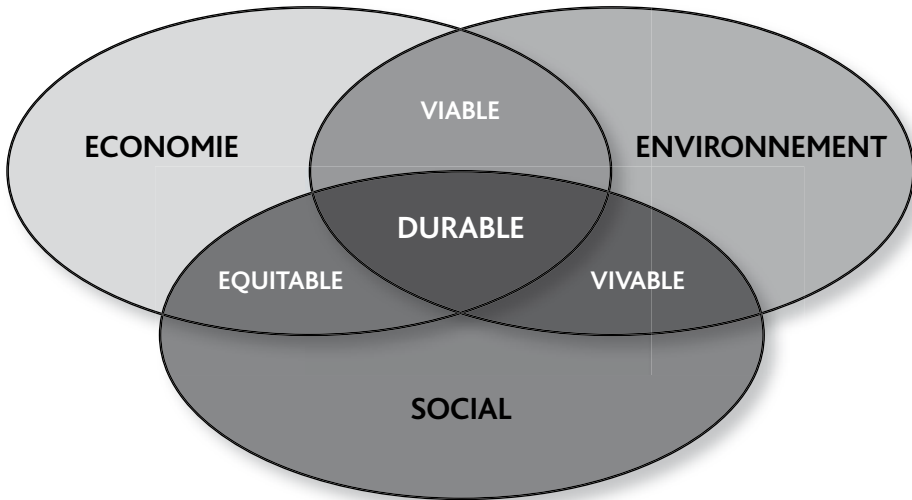 VIABLE
ECONOMIE
ENVIRONNEMENT
DURABLE
EQUITABLE
VIVABLE
SOCIAL